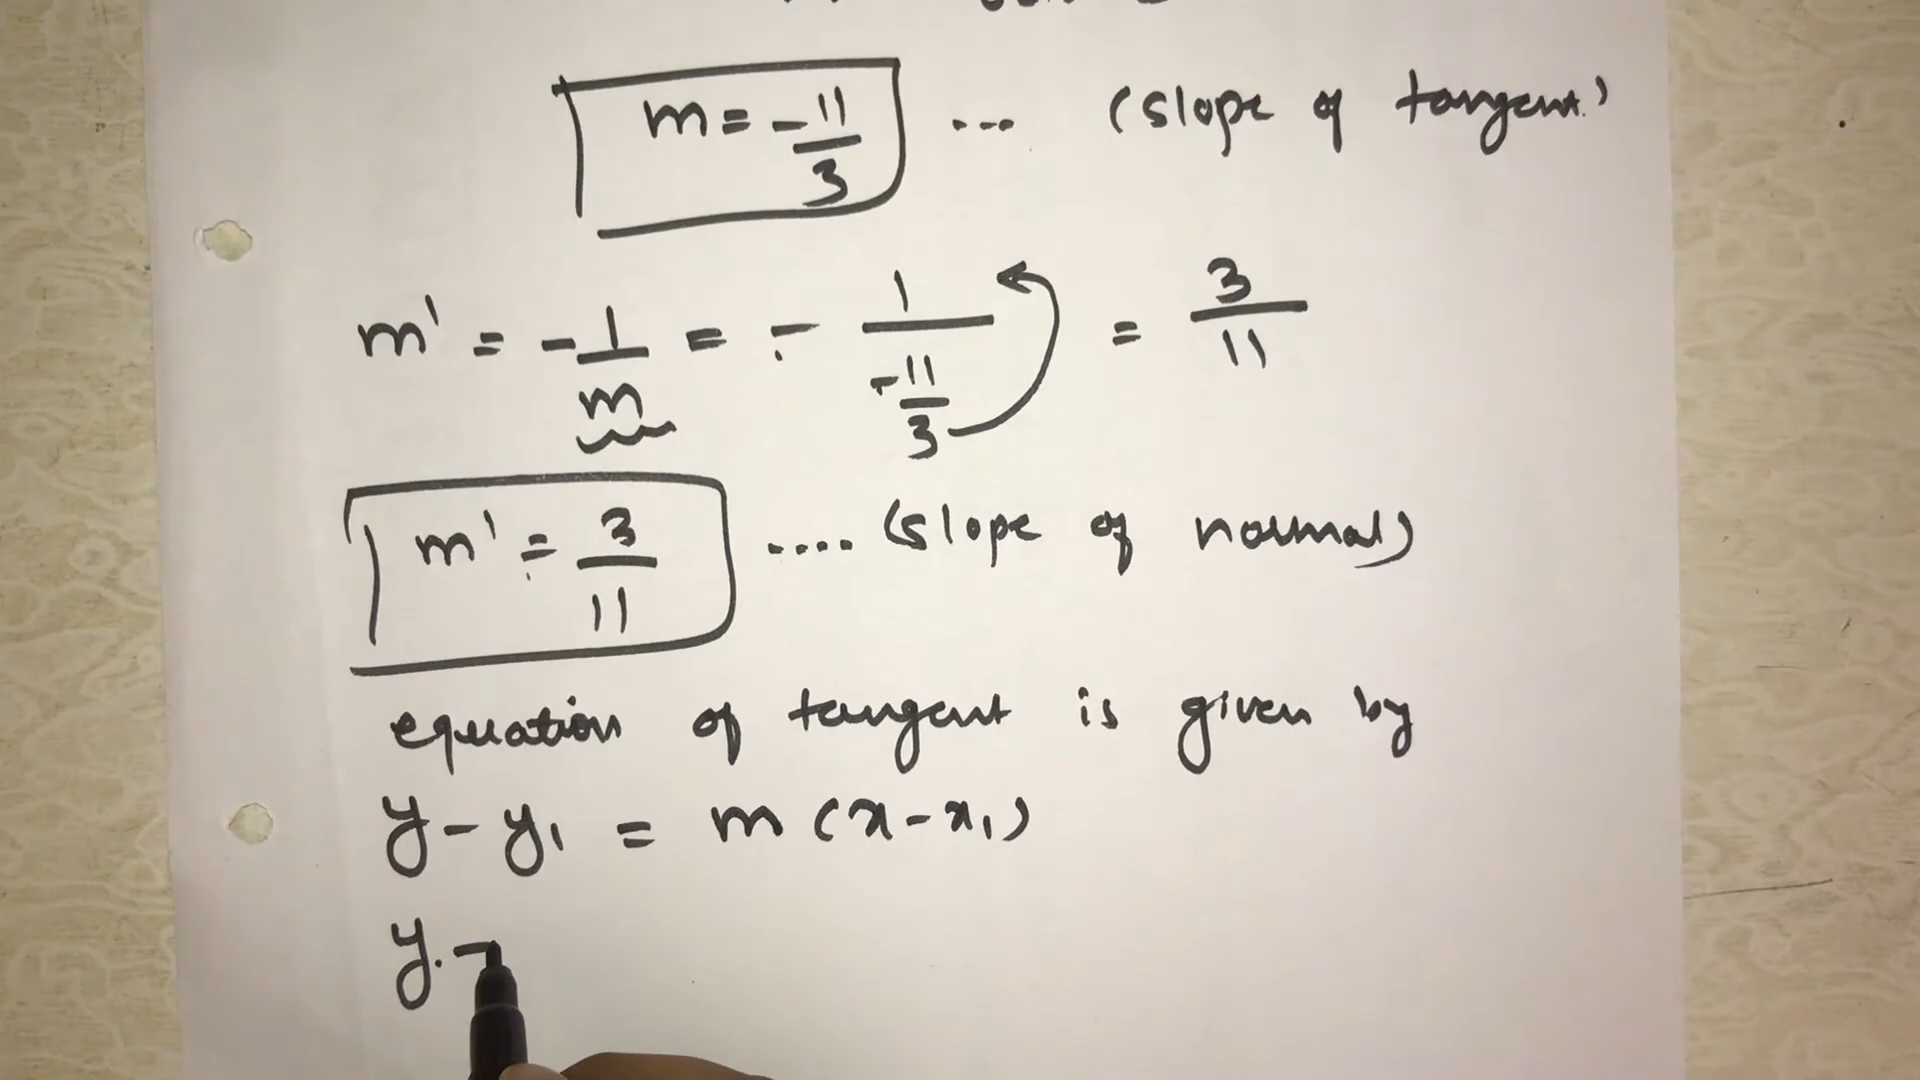 m = -11/3 ... (slope of tangent)
m' = -1/m = - 1/(-11/3) = 3/11
m' = 3/11 .... (slope of normal)
equation of tangent is given by
y - y₁ = m (x - x₁)
y. -